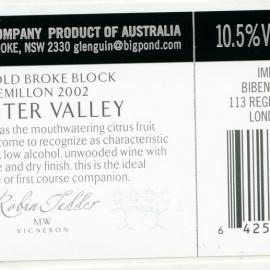 COMPANY PRODUCT OF AUSTRALIA
OKE, NSW 2330 glenguin@bigpond.com
10.5% V
OLD BROKE BLOCK
EMILLON 2002
TER VALLEY
as the mouthwatering citrus fruit
come to recognize as characteristic
, low alcohol, unwooded wine with
e and dry finish, this is the ideal
e or first course companion.
Robin Tedder
MW
VIGNERON
IM
BIBEN
113 REG
LOND
6 425